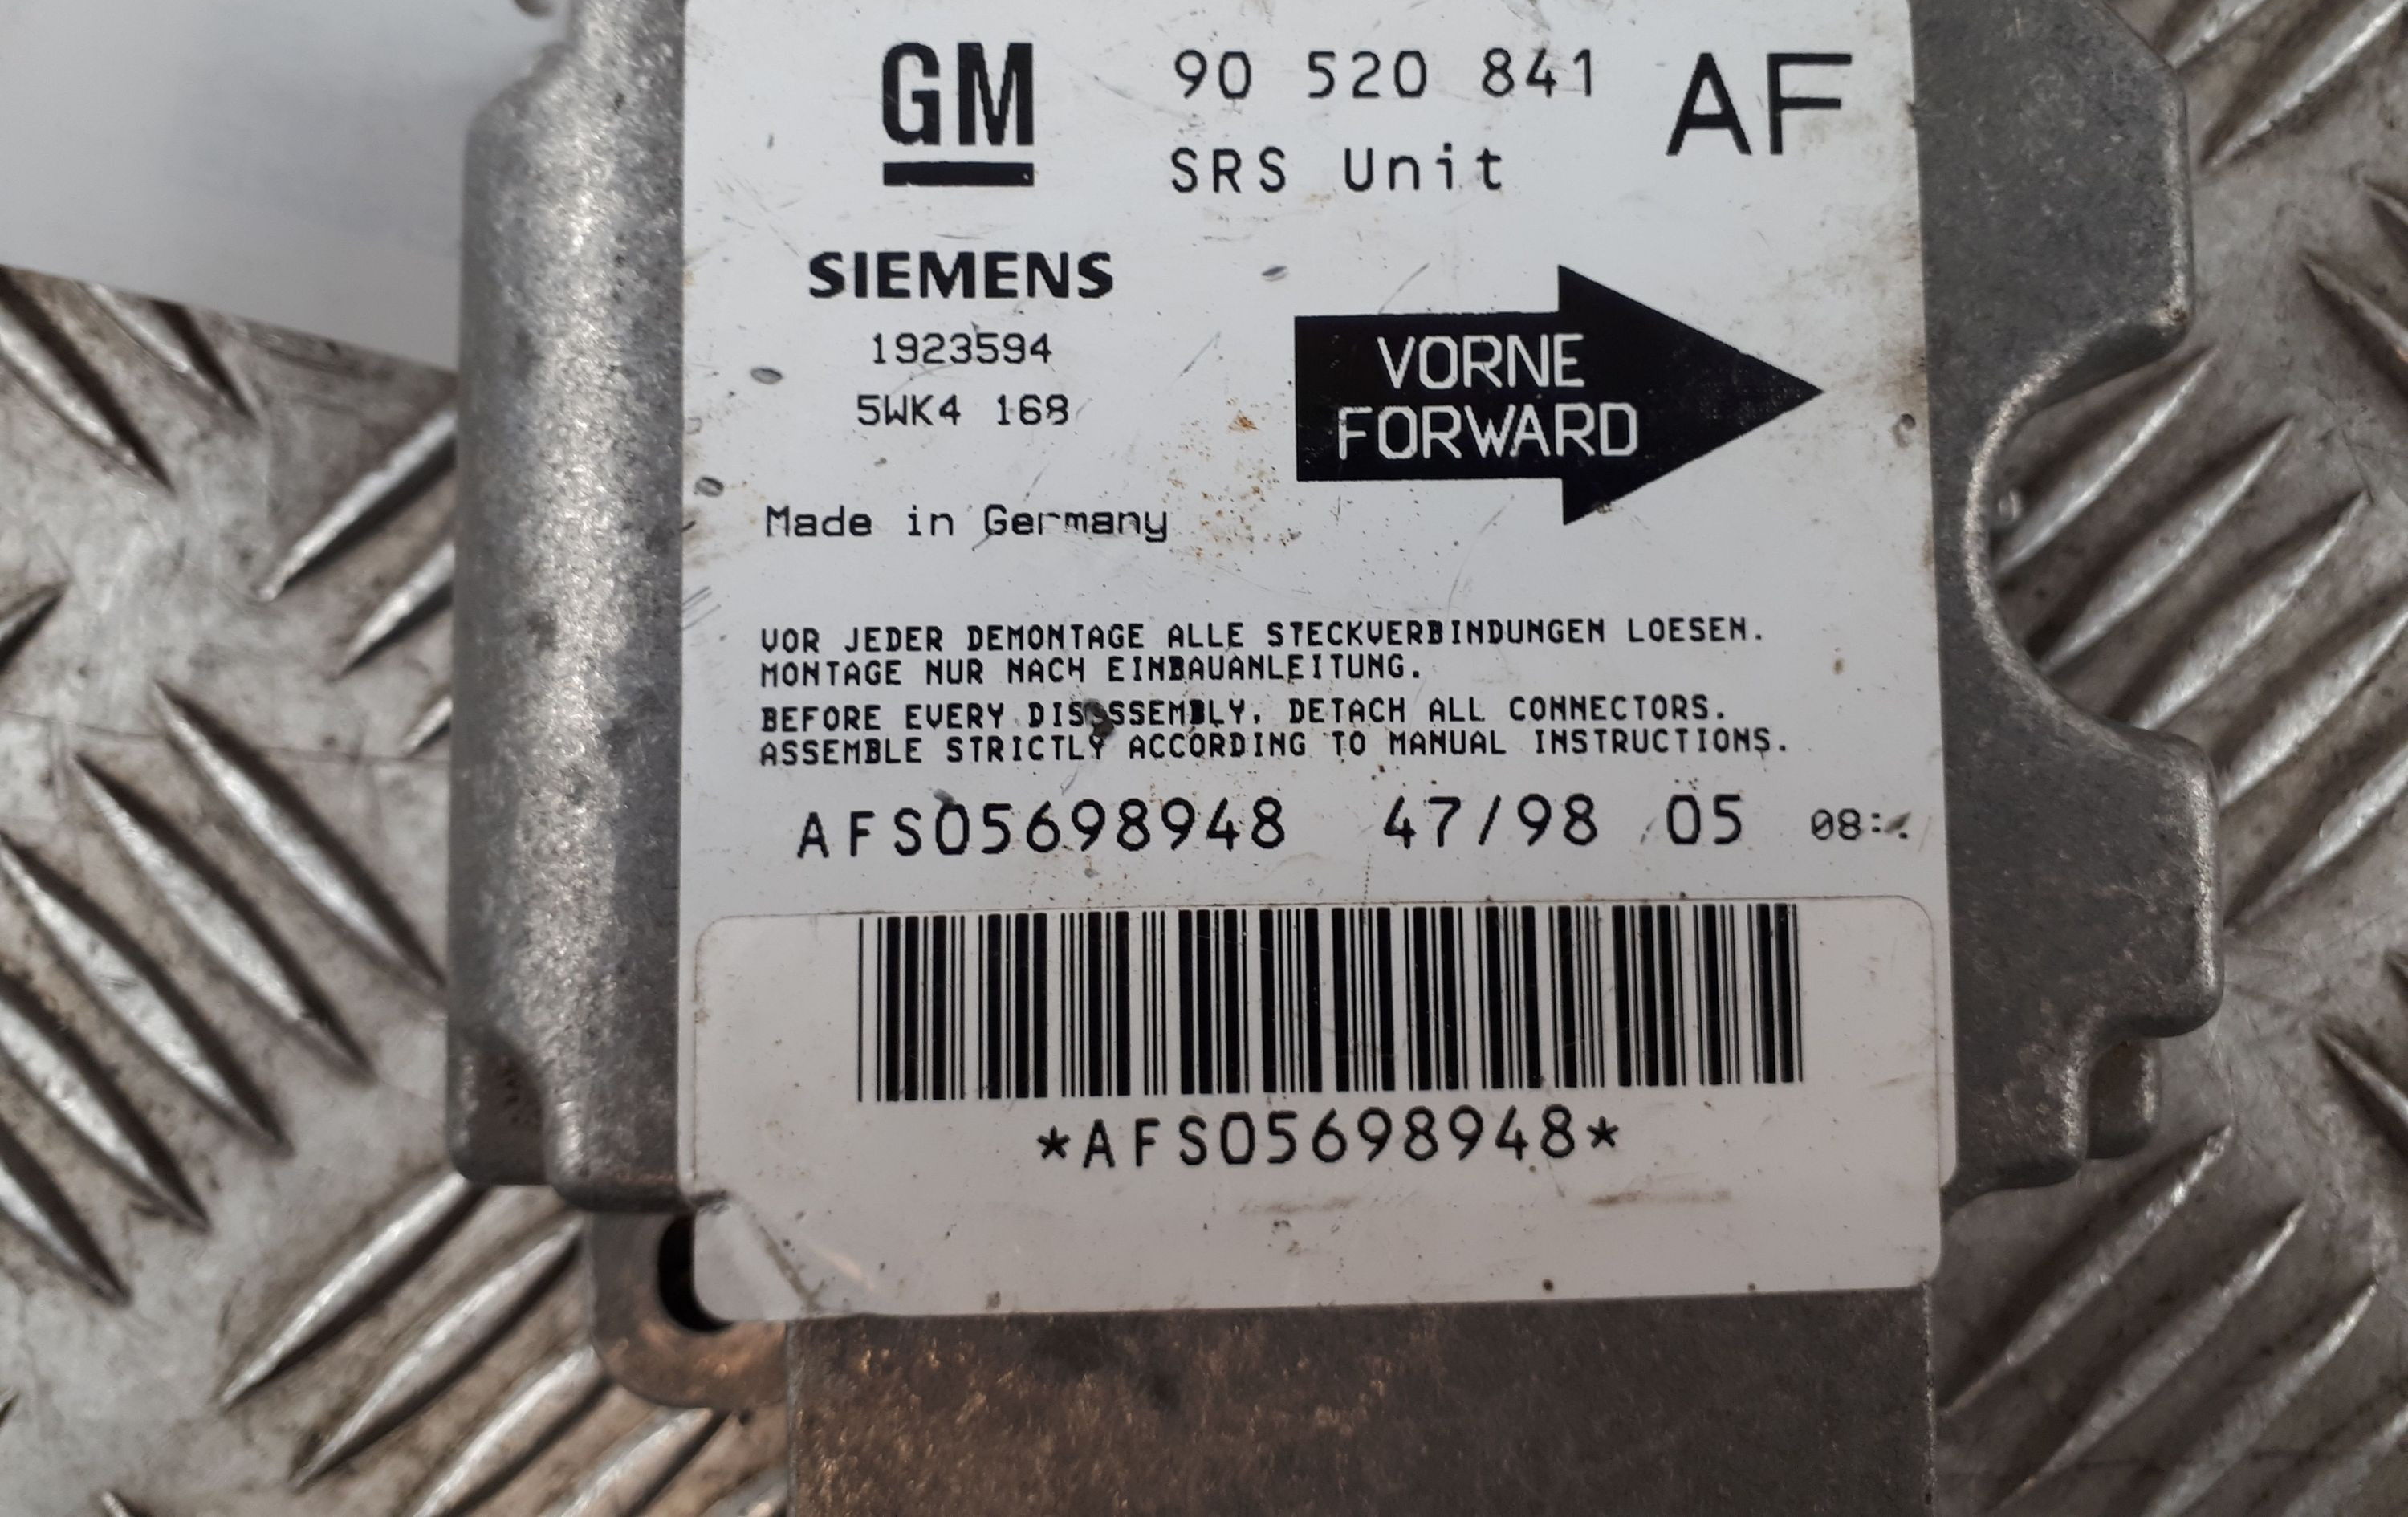 GM 90 520 841 AF
SRS Unit
SIEMENS
1923594
5WK4 168
VORNE
FORWARD
Made in Germany
VOR JEDER DEMONTAGE ALLE STECKVERBINDUNGEN LOESEN.
MONTAGE NUR NACH EINBAUANLEITUNG.
BEFORE EVERY DISASSEMBLY, DETACH ALL CONNECTORS.
ASSEMBLE STRICTLY ACCORDING TO MANUAL INSTRUCTIONS.
AFS05698948 47/98 05
*AFS05698948*